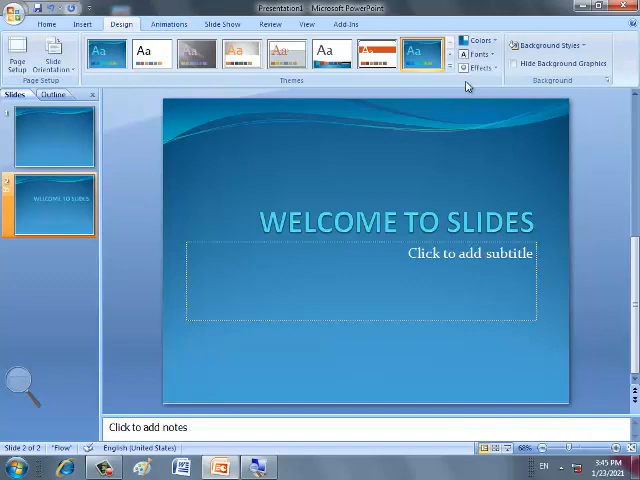 Presentation1 - Microsoft PowerPoint
Home Insert Design Animations Slide Show Review View Add-Ins
Page Setup
Slide Orientation
Aa Aa Aa Aa Aa Aa Aa Aa
Colors
Fonts
Effects
Background Styles
Hide Background Graphics
Page Setup Themes Background
Slides Outline
WELCOME TO SLIDES
WELCOME TO SLIDES
Click to add subtitle
Click to add notes
Slide 2 of 2 "Flow" English (United States) 68%
EN 3:45 PM
1/23/2021